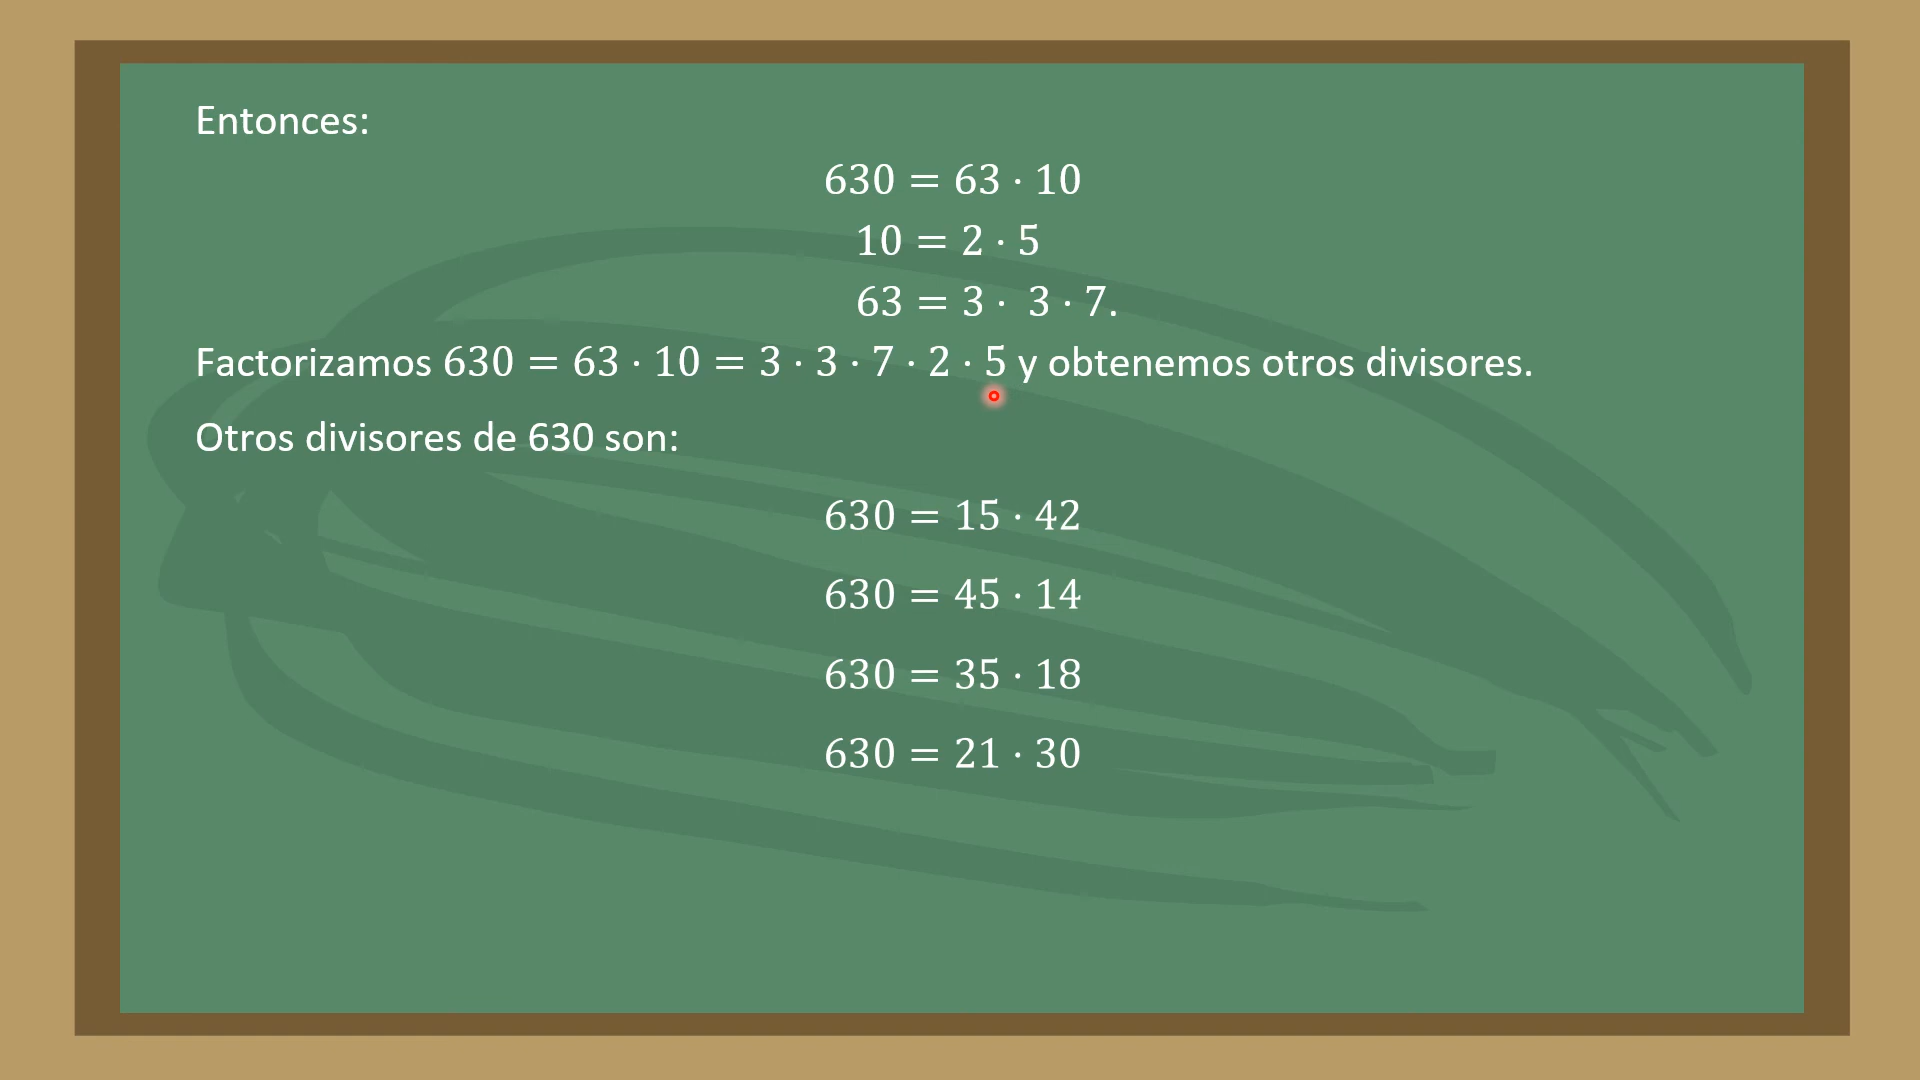 Entonces:
630 = 63 · 10
10 = 2 · 5
63 = 3 · 3 · 7.
Factorizamos 630 = 63 · 10 = 3 · 3 · 7 · 2 · 5 y obtenemos otros divisores.
Otros divisores de 630 son:
630 = 15 · 42
630 = 45 · 14
630 = 35 · 18
630 = 21 · 30